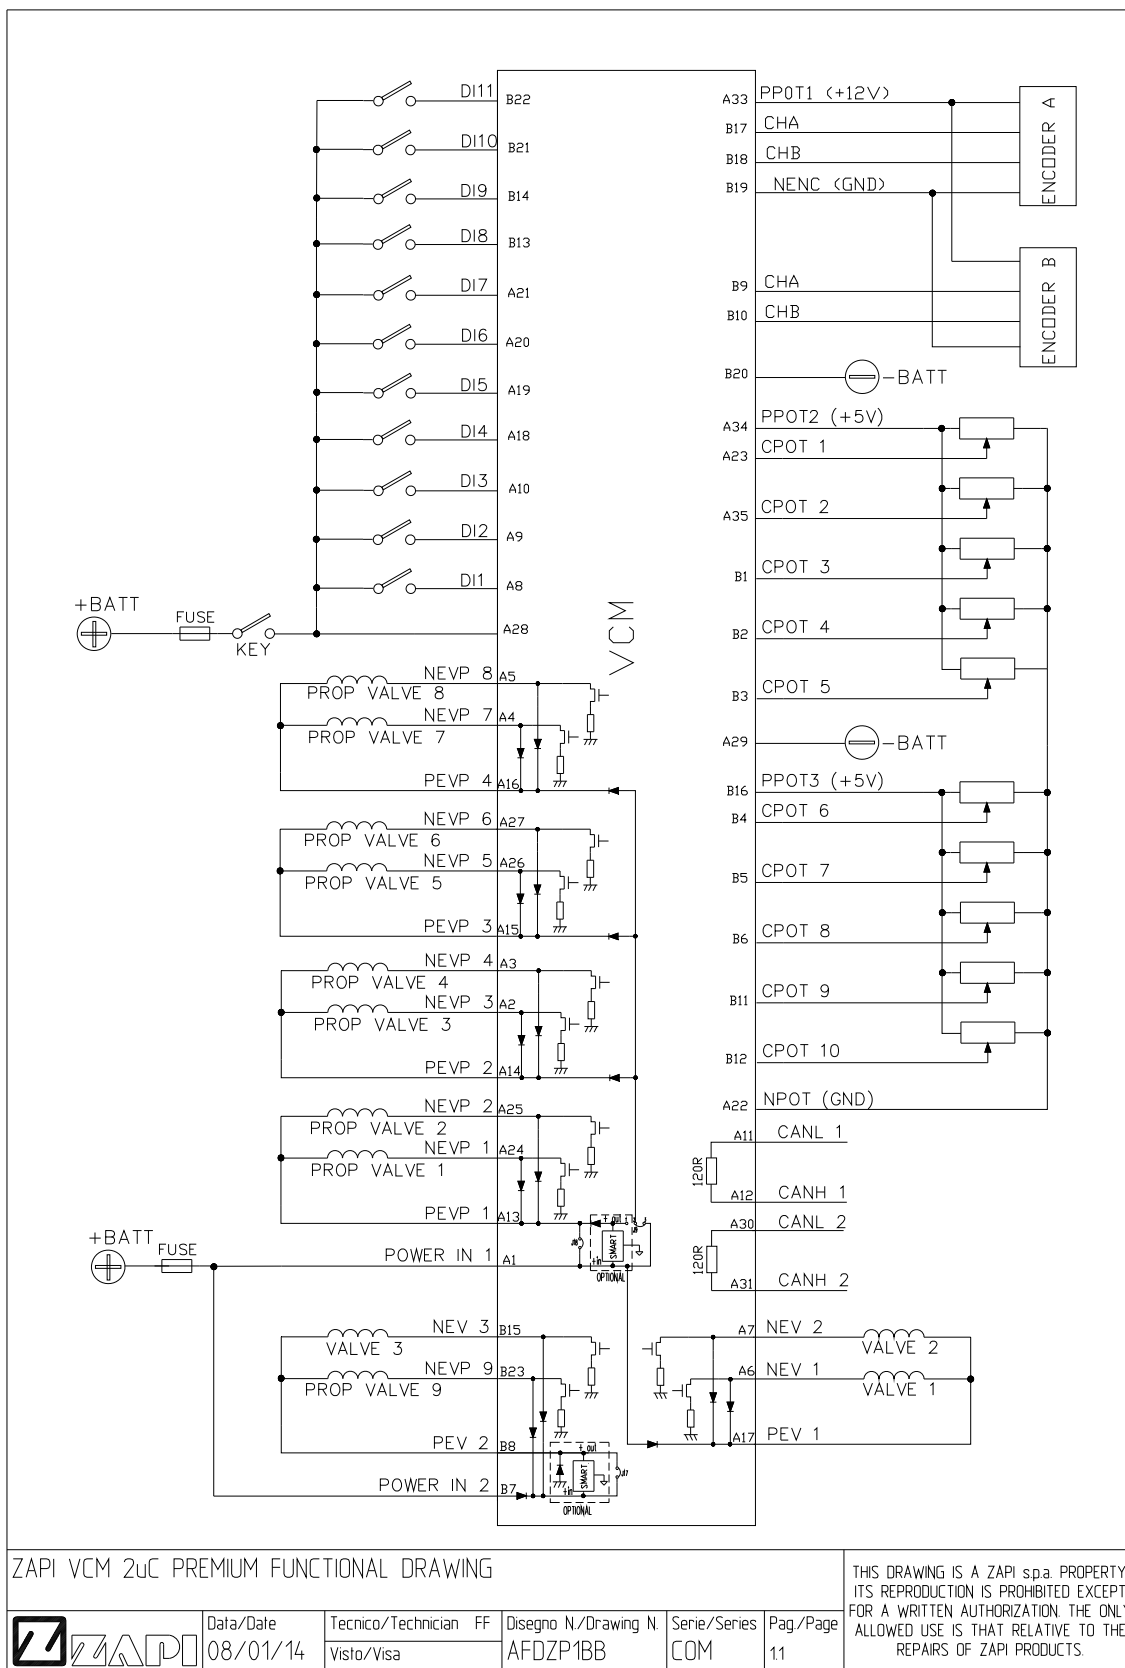 DI11 B22
DI10 B21
DI9 B14
DI8 B13
DI7 A21
DI6 A20
DI5 A19
DI4 A18
DI3 A10
DI2 A9
DI1 A8
+BATT
FUSE
KEY
A28
VCM
NEVP 8 A5
PROP VALVE 8
NEVP 7 A4
PROP VALVE 7
PEVP 4 A16
NEVP 6 A27
PROP VALVE 6
NEVP 5 A26
PROP VALVE 5
PEVP 3 A15
NEVP 4 A3
PROP VALVE 4
NEVP 3 A2
PROP VALVE 3
PEVP 2 A14
NEVP 2 A25
PROP VALVE 2
NEVP 1 A24
PROP VALVE 1
PEVP 1 A13
+BATT
FUSE
POWER IN 1 A1
+ out
SMART
+in
OPTIONAL
NEV 3 B15
VALVE 3
NEVP 9 B23
PROP VALVE 9
PEV 2 B8
POWER IN 2 B7
+ out
SMART
+in
J17
OPTIONAL
A33 PPOT1 (+12V)
B17 CHA
B18 CHB
B19 NENC (GND)
ENCODER A
B9 CHA
B10 CHB
ENCODER B
B20 -BATT
A34 PPOT2 (+5V)
A23 CPOT 1
A35 CPOT 2
B1 CPOT 3
B2 CPOT 4
B3 CPOT 5
A29 -BATT
B16 PPOT3 (+5V)
B4 CPOT 6
B5 CPOT 7
B6 CPOT 8
B11 CPOT 9
B12 CPOT 10
A22 NPOT (GND)
A11 CANL 1
120R
A12 CANH 1
A30 CANL 2
120R
A31 CANH 2
A7 NEV 2
VALVE 2
A6 NEV 1
VALVE 1
A17 PEV 1
ZAPI VCM 2uC PREMIUM FUNCTIONAL DRAWING
THIS DRAWING IS A ZAPI s.p.a. PROPERTY
ITS REPRODUCTION IS PROHIBITED EXCEPT
FOR A WRITTEN AUTHORIZATION. THE ONLY
ALLOWED USE IS THAT RELATIVE TO THE
REPAIRS OF ZAPI PRODUCTS.
ZAPI
Data/Date
08/01/14
Tecnico/Technician FF
Visto/Visa
Disegno N./Drawing N.
AFDZP1BB
Serie/Series
COM
Pag./Page
1.1